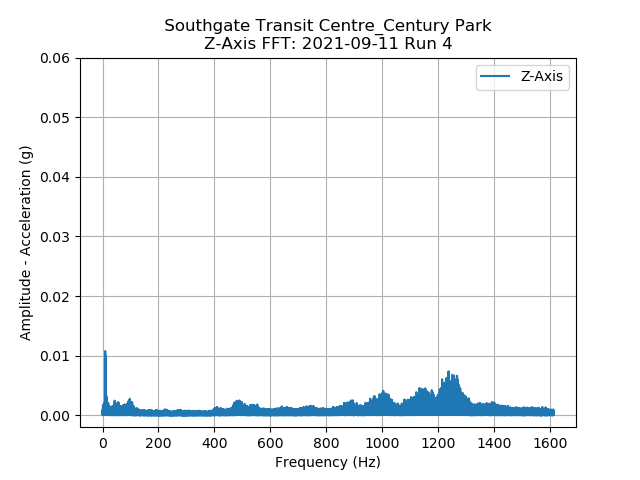 Southgate Transit Centre_Century Park
Z-Axis FFT: 2021-09-11 Run 4
Z-Axis
0.06
0.05
0.04
0.03
0.02
0.01
0.00
Amplitude - Acceleration (g)
0 200 400 600 800 1000 1200 1400 1600
Frequency (Hz)